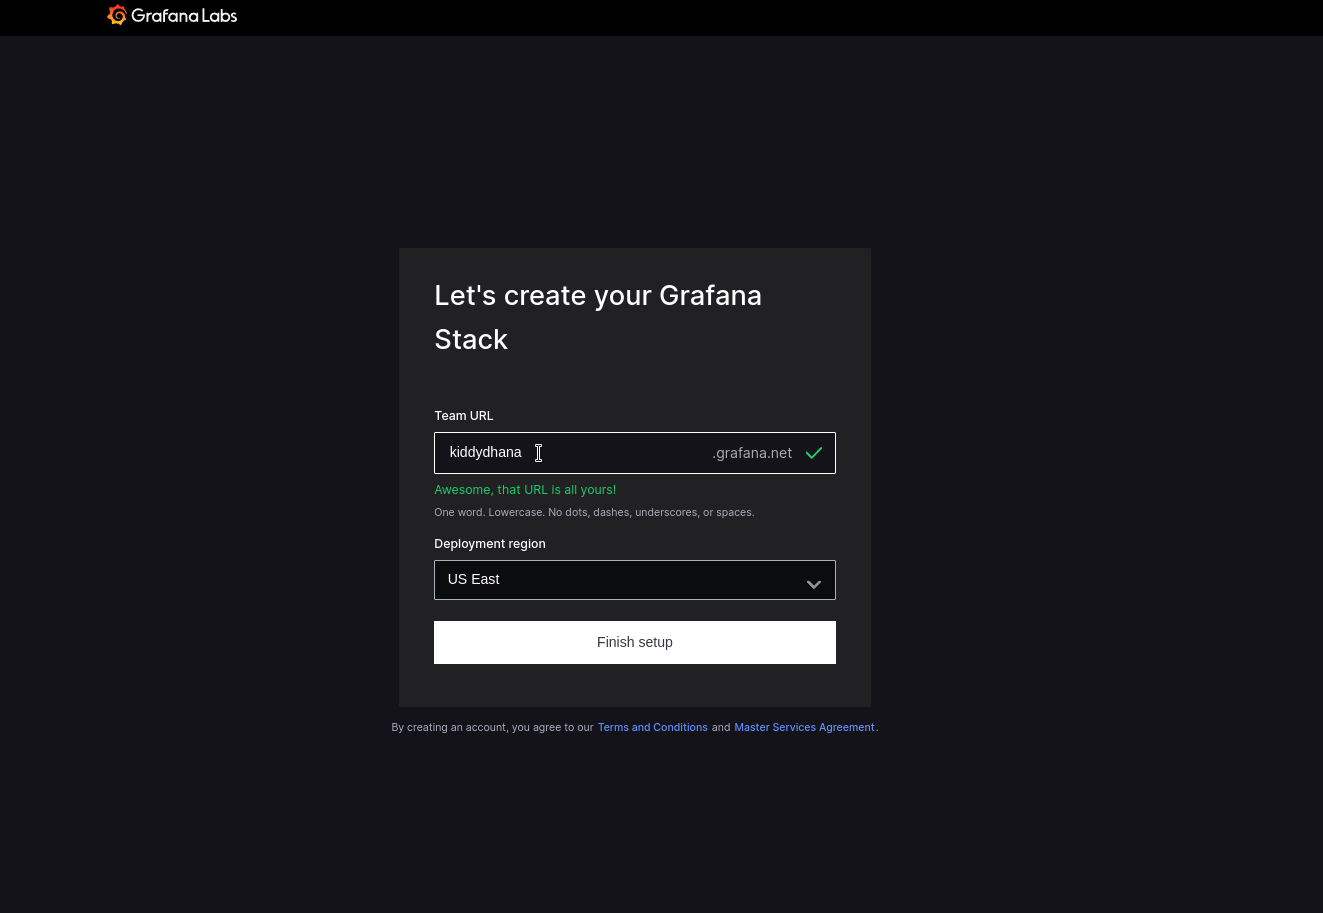 Grafana Labs
Let's create your Grafana
Stack
Team URL
kiddydhana .grafana.net
Awesome, that URL is all yours!
One word. Lowercase. No dots, dashes, underscores, or spaces.
Deployment region
US East
Finish setup
By creating an account, you agree to our Terms and Conditions and Master Services Agreement.